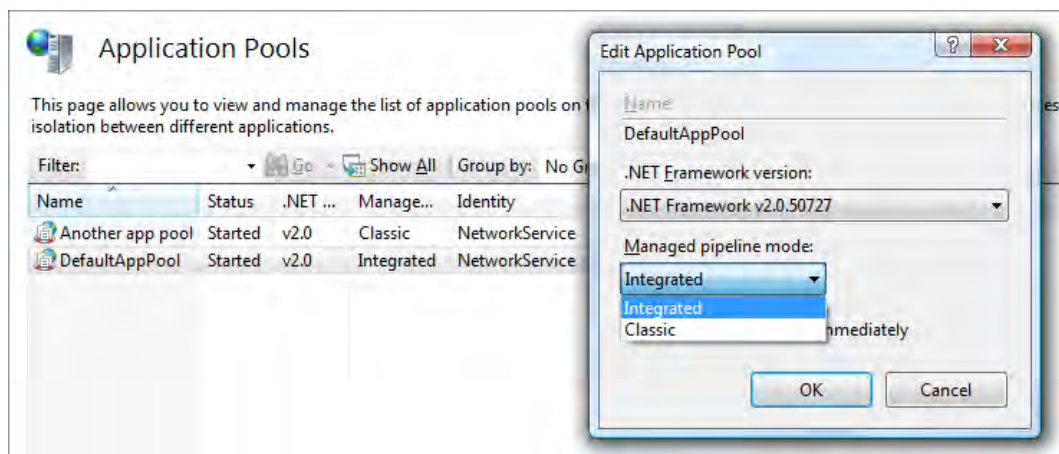 Application Pools
This page allows you to view and manage the list of application pools on
isolation between different applications.
Filter: Go Show All Group by: No
Name Status .NET ... Manage... Identity
Another app pool Started v2.0 Classic NetworkService
DefaultAppPool Started v2.0 Integrated NetworkService
Edit Application Pool
Name
DefaultAppPool
.NET Framework version:
.NET Framework v2.0.50727
Managed pipeline mode:
Integrated
Integrated
Classic
OK Cancel